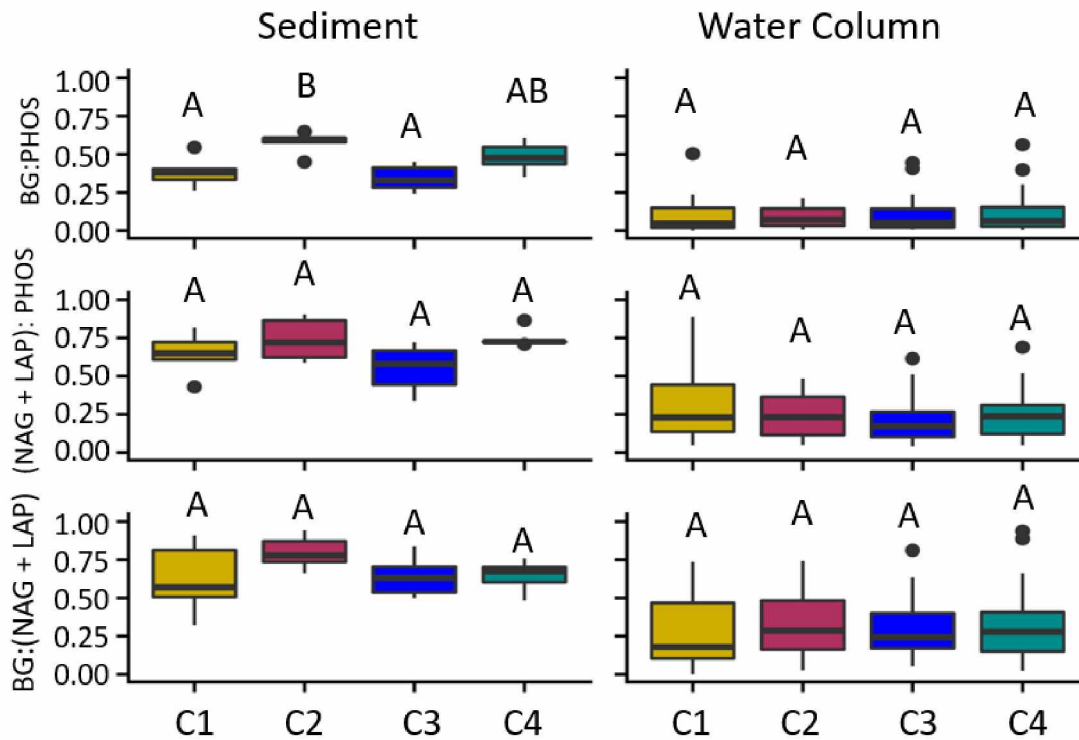 Sediment Water Column
BG:PHOS
1.00
0.75
0.50
0.25
0.00
A B A AB
A A A A
(NAG + LAP): PHOS
1.00
0.75
0.50
0.25
0.00
A A A A
A A A A
BG:(NAG + LAP)
1.00
0.75
0.50
0.25
0.00
A A A A
A A A A
C1 C2 C3 C4 C1 C2 C3 C4